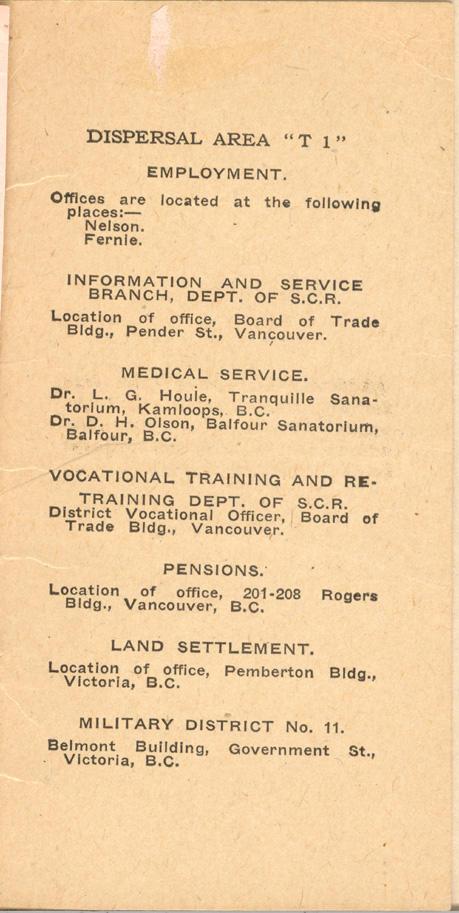 DISPERSAL AREA "T 1"
EMPLOYMENT.
Offices are located at the following
places:—
Nelson.
Fernie.
INFORMATION AND SERVICE
BRANCH, DEPT. OF S.C.R.
Location of office, Board of Trade
Bldg., Pender St., Vancouver.
MEDICAL SERVICE.
Dr. L. G. Houie, Tranquille Sana-
torium, Kamloops, B.C.
Dr. D. H. Olson, Balfour Sanatorium,
Balfour, B.C.
VOCATIONAL TRAINING AND RE-
TRAINING DEPT. OF S.C.R.
District Vocational Officer, Board of
Trade Bldg., Vancouver.
PENSIONS.
Location of office, 201-208 Rogers
Bldg., Vancouver, B.C.
LAND SETTLEMENT.
Location of office, Pemberton Bldg.,
Victoria, B.C.
MILITARY DISTRICT No. 11.
Belmont Building, Government St.,
Victoria, B.C.